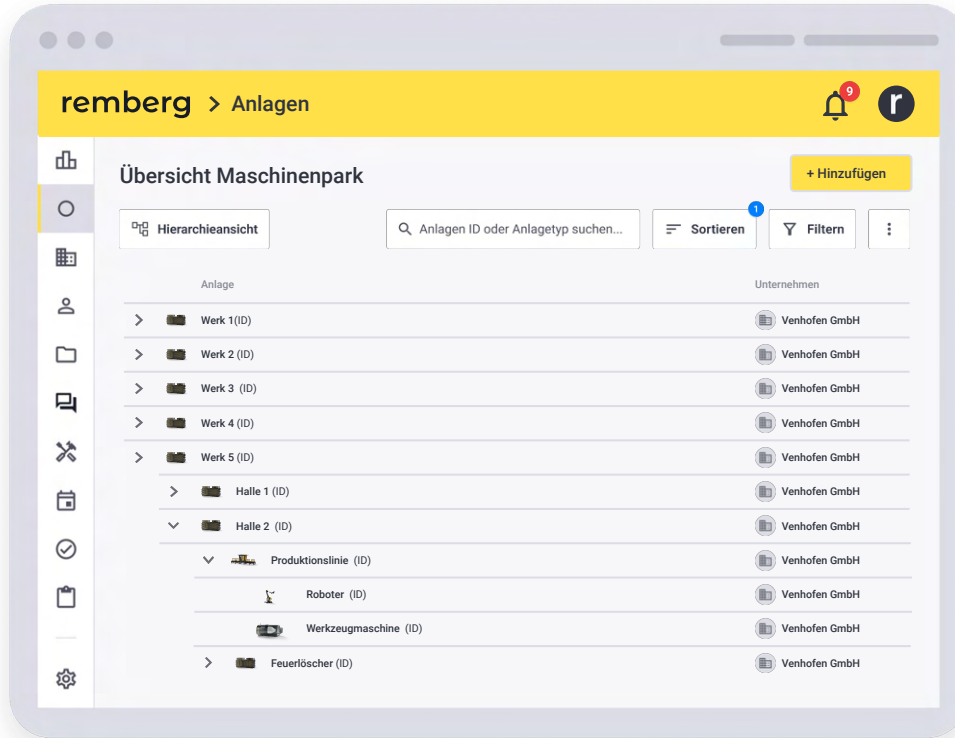 remberg > Anlagen
9
r
Übersicht Maschinenpark
+ Hinzufügen
Hierarchieansicht
Anlagen ID oder Anlagetyp suchen...
Sortieren
1
Filtern
Anlage Unternehmen
Werk 1(ID) Venhofen GmbH
Werk 2 (ID) Venhofen GmbH
Werk 3 (ID) Venhofen GmbH
Werk 4 (ID) Venhofen GmbH
Werk 5 (ID) Venhofen GmbH
Halle 1 (ID) Venhofen GmbH
Halle 2 (ID) Venhofen GmbH
Produktionslinie (ID) Venhofen GmbH
Roboter (ID) Venhofen GmbH
Werkzeugmaschine (ID) Venhofen GmbH
Feuerlöscher (ID) Venhofen GmbH